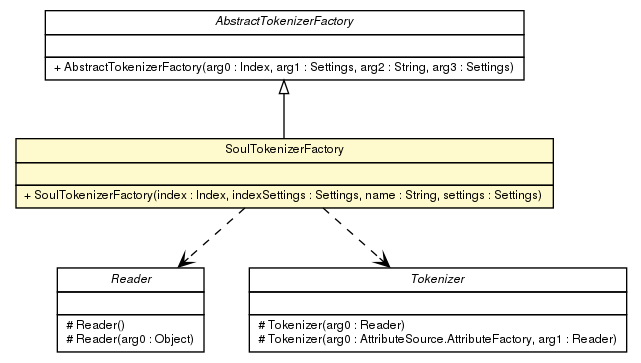 AbstractTokenizerFactory
+ AbstractTokenizerFactory(arg0 : Index, arg1 : Settings, arg2 : String, arg3 : Settings)
SoulTokenizerFactory
+ SoulTokenizerFactory(index : Index, indexSettings : Settings, name : String, settings : Settings)
Reader
# Reader()
# Reader(arg0 : Object)
Tokenizer
# Tokenizer(arg0 : Reader)
# Tokenizer(arg0 : AttributeSource.AttributeFactory, arg1 : Reader)